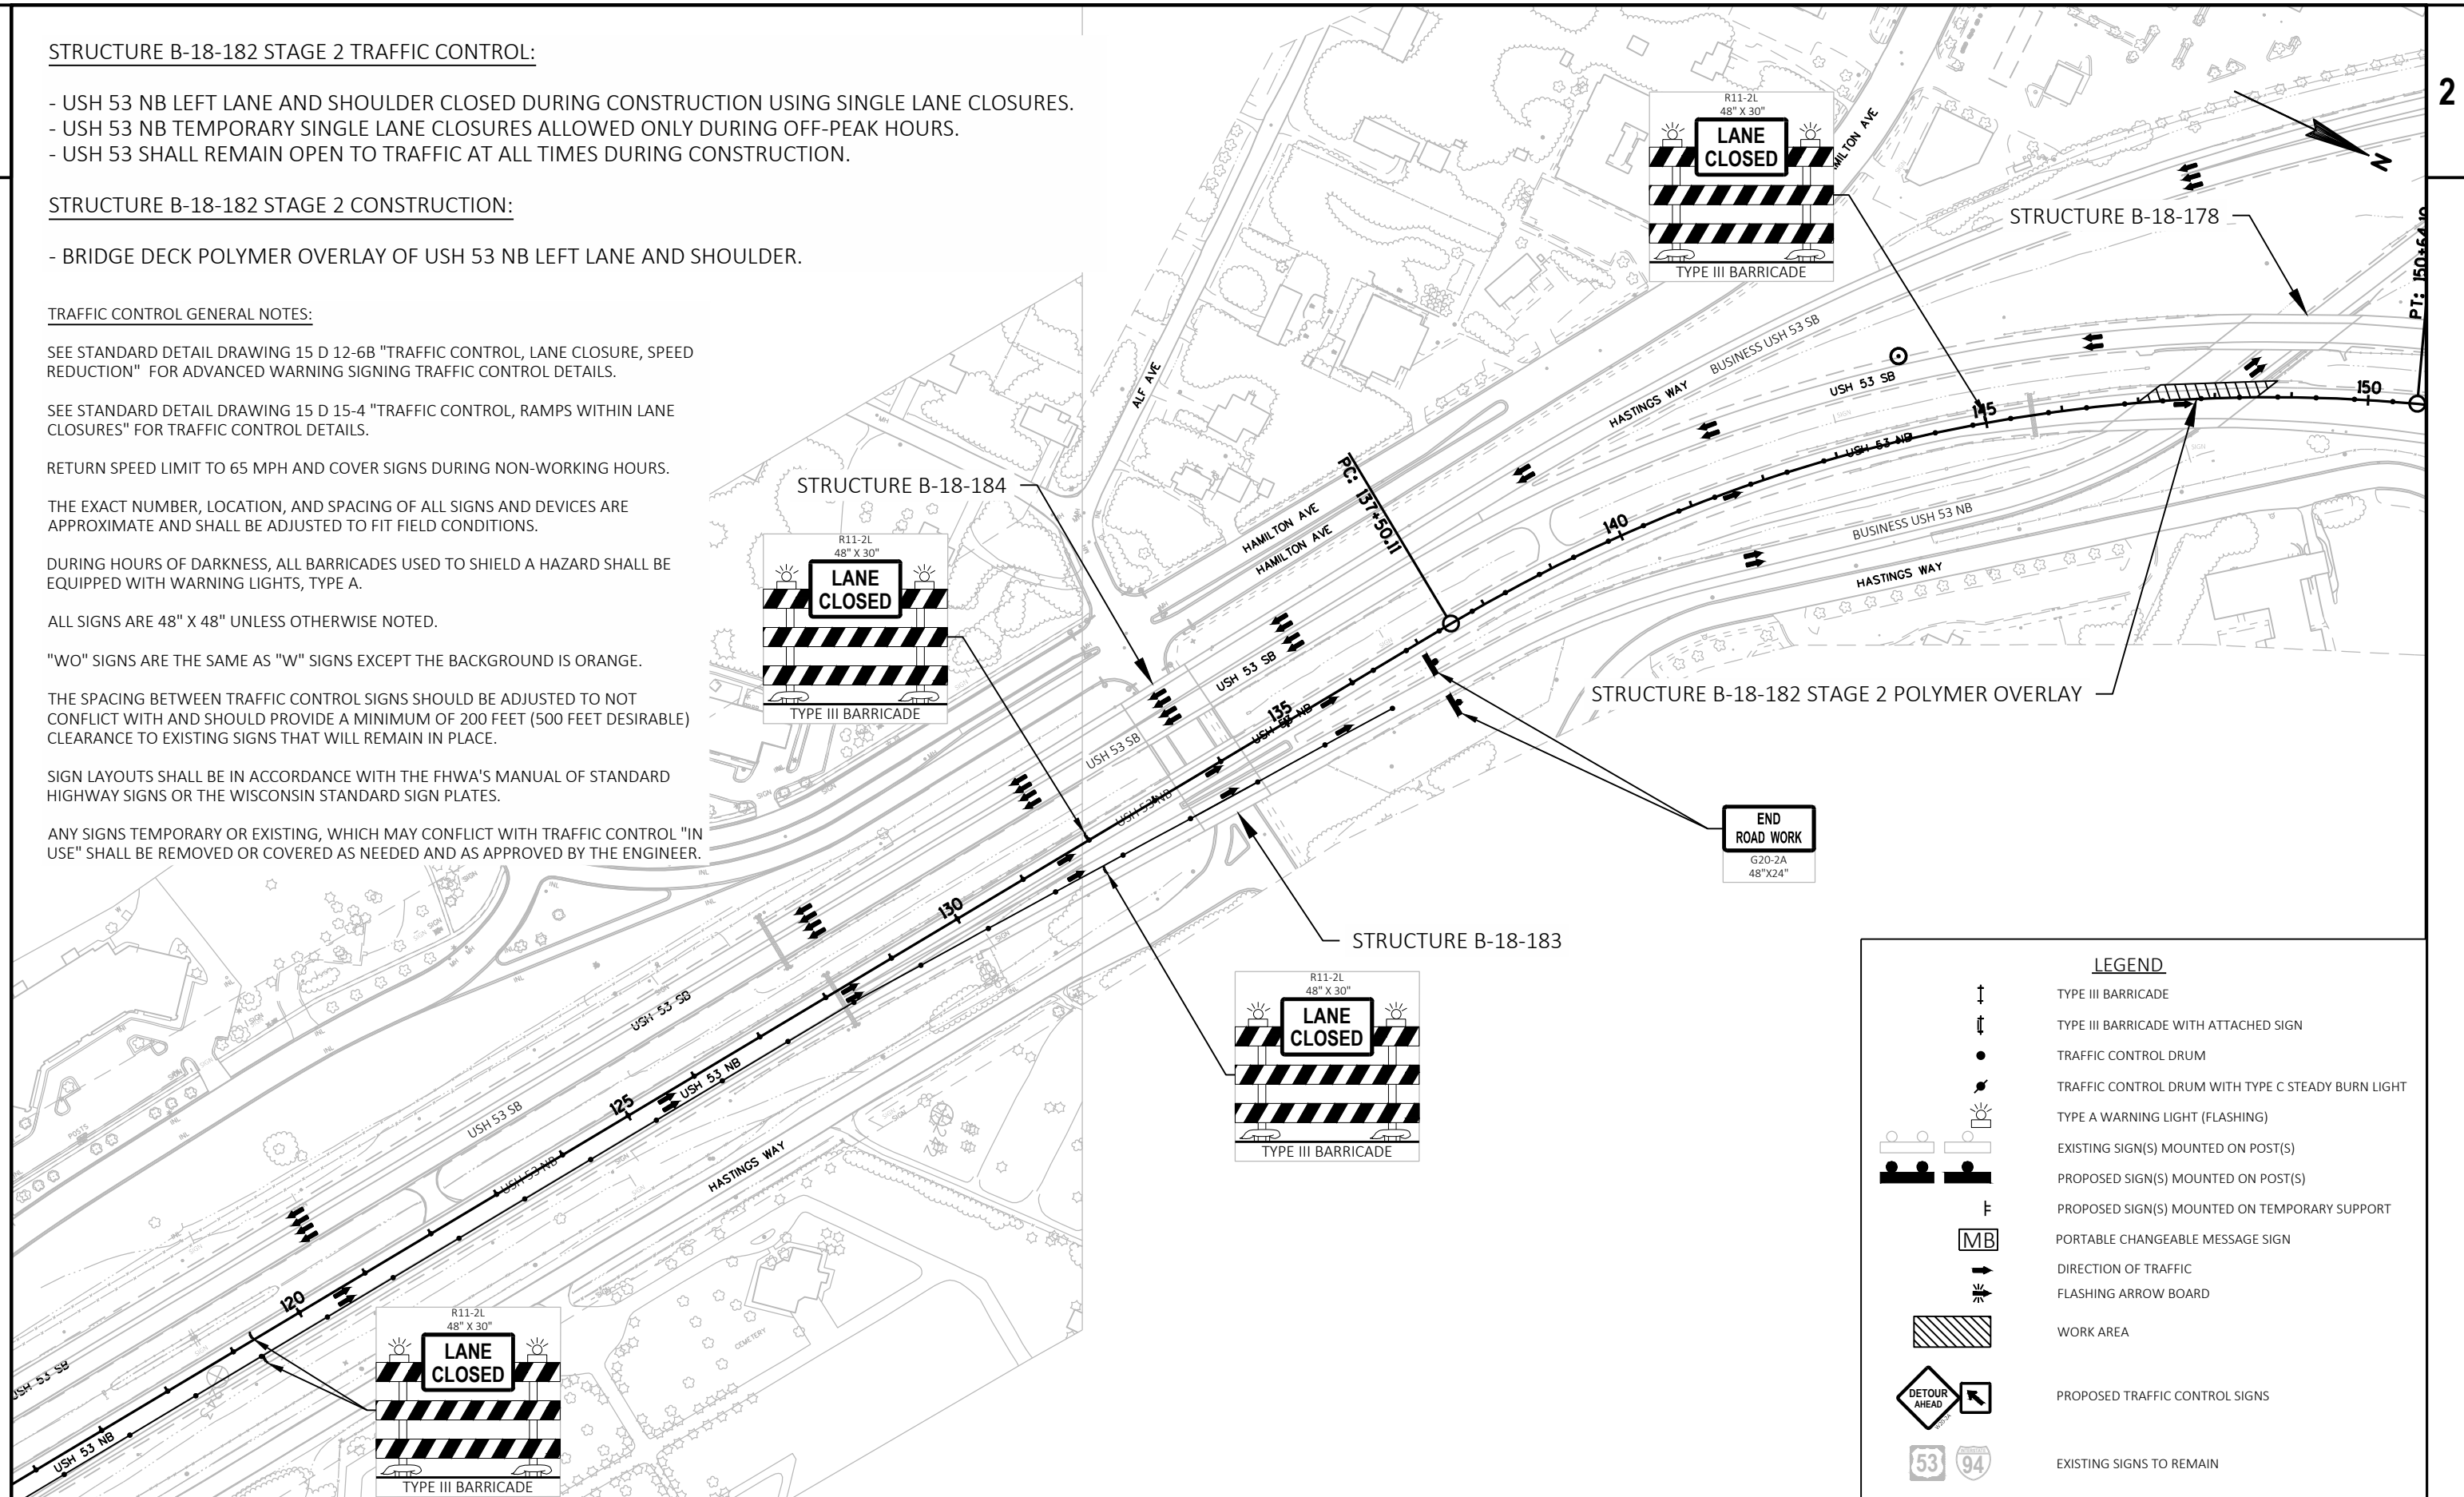 2
STRUCTURE B-18-182 STAGE 2 TRAFFIC CONTROL:
- USH 53 NB LEFT LANE AND SHOULDER CLOSED DURING CONSTRUCTION USING SINGLE LANE CLOSURES.
- USH 53 NB TEMPORARY SINGLE LANE CLOSURES ALLOWED ONLY DURING OFF-PEAK HOURS.
- USH 53 SHALL REMAIN OPEN TO TRAFFIC AT ALL TIMES DURING CONSTRUCTION.
STRUCTURE B-18-182 STAGE 2 CONSTRUCTION:
- BRIDGE DECK POLYMER OVERLAY OF USH 53 NB LEFT LANE AND SHOULDER.
TRAFFIC CONTROL GENERAL NOTES:
SEE STANDARD DETAIL DRAWING 15 D 12-6B "TRAFFIC CONTROL, LANE CLOSURE, SPEED
REDUCTION" FOR ADVANCED WARNING SIGNING TRAFFIC CONTROL DETAILS.
SEE STANDARD DETAIL DRAWING 15 D 15-4 "TRAFFIC CONTROL, RAMPS WITHIN LANE
CLOSURES" FOR TRAFFIC CONTROL DETAILS.
RETURN SPEED LIMIT TO 65 MPH AND COVER SIGNS DURING NON-WORKING HOURS.
THE EXACT NUMBER, LOCATION, AND SPACING OF ALL SIGNS AND DEVICES ARE
APPROXIMATE AND SHALL BE ADJUSTED TO FIT FIELD CONDITIONS.
DURING HOURS OF DARKNESS, ALL BARRICADES USED TO SHIELD A HAZARD SHALL BE
EQUIPPED WITH WARNING LIGHTS, TYPE A.
ALL SIGNS ARE 48" X 48" UNLESS OTHERWISE NOTED.
"WO" SIGNS ARE THE SAME AS "W" SIGNS EXCEPT THE BACKGROUND IS ORANGE.
THE SPACING BETWEEN TRAFFIC CONTROL SIGNS SHOULD BE ADJUSTED TO NOT
CONFLICT WITH AND SHOULD PROVIDE A MINIMUM OF 200 FEET (500 FEET DESIRABLE)
CLEARANCE TO EXISTING SIGNS THAT WILL REMAIN IN PLACE.
SIGN LAYOUTS SHALL BE IN ACCORDANCE WITH THE FHWA'S MANUAL OF STANDARD
HIGHWAY SIGNS OR THE WISCONSIN STANDARD SIGN PLATES.
ANY SIGNS TEMPORARY OR EXISTING, WHICH MAY CONFLICT WITH TRAFFIC CONTROL "IN
USE" SHALL BE REMOVED OR COVERED AS NEEDED AND AS APPROVED BY THE ENGINEER.
R11-2L
48" X 30"
LANE
CLOSED
TYPE III BARRICADE
N
STRUCTURE B-18-178
PT: 150+64.19
ALF AVE
HASTINGS WAY
BUSINESS USH 53 SB
USH 53 SB
145
150
USH 53 NB
PC: 137+50.11
140
BUSINESS USH 53 NB
HASTINGS WAY
HAMILTON AVE
HAMILTON AVE
STRUCTURE B-18-184
R11-2L
48" X 30"
LANE
CLOSED
TYPE III BARRICADE
USH 53 SB
135
USH 53 NB
USH 53 SB
USH 53 NB
STRUCTURE B-18-182 STAGE 2 POLYMER OVERLAY
END
ROAD WORK
G20-2A
48"X24"
130
STRUCTURE B-18-183
R11-2L
48" X 30"
LANE
CLOSED
TYPE III BARRICADE
USH 53 SB
USH 53 NB
125
USH 53 SB
USH 53 NB
HASTINGS WAY
POSTS
CEMETERY
120
USH 53 SB
USH 53 NB
R11-2L
48" X 30"
LANE
CLOSED
TYPE III BARRICADE
LEGEND
TYPE III BARRICADE
TYPE III BARRICADE WITH ATTACHED SIGN
TRAFFIC CONTROL DRUM
TRAFFIC CONTROL DRUM WITH TYPE C STEADY BURN LIGHT
TYPE A WARNING LIGHT (FLASHING)
EXISTING SIGN(S) MOUNTED ON POST(S)
PROPOSED SIGN(S) MOUNTED ON POST(S)
PROPOSED SIGN(S) MOUNTED ON TEMPORARY SUPPORT
MB PORTABLE CHANGEABLE MESSAGE SIGN
DIRECTION OF TRAFFIC
FLASHING ARROW BOARD
WORK AREA
DETOUR
AHEAD
PROPOSED TRAFFIC CONTROL SIGNS
53 94 EXISTING SIGNS TO REMAIN